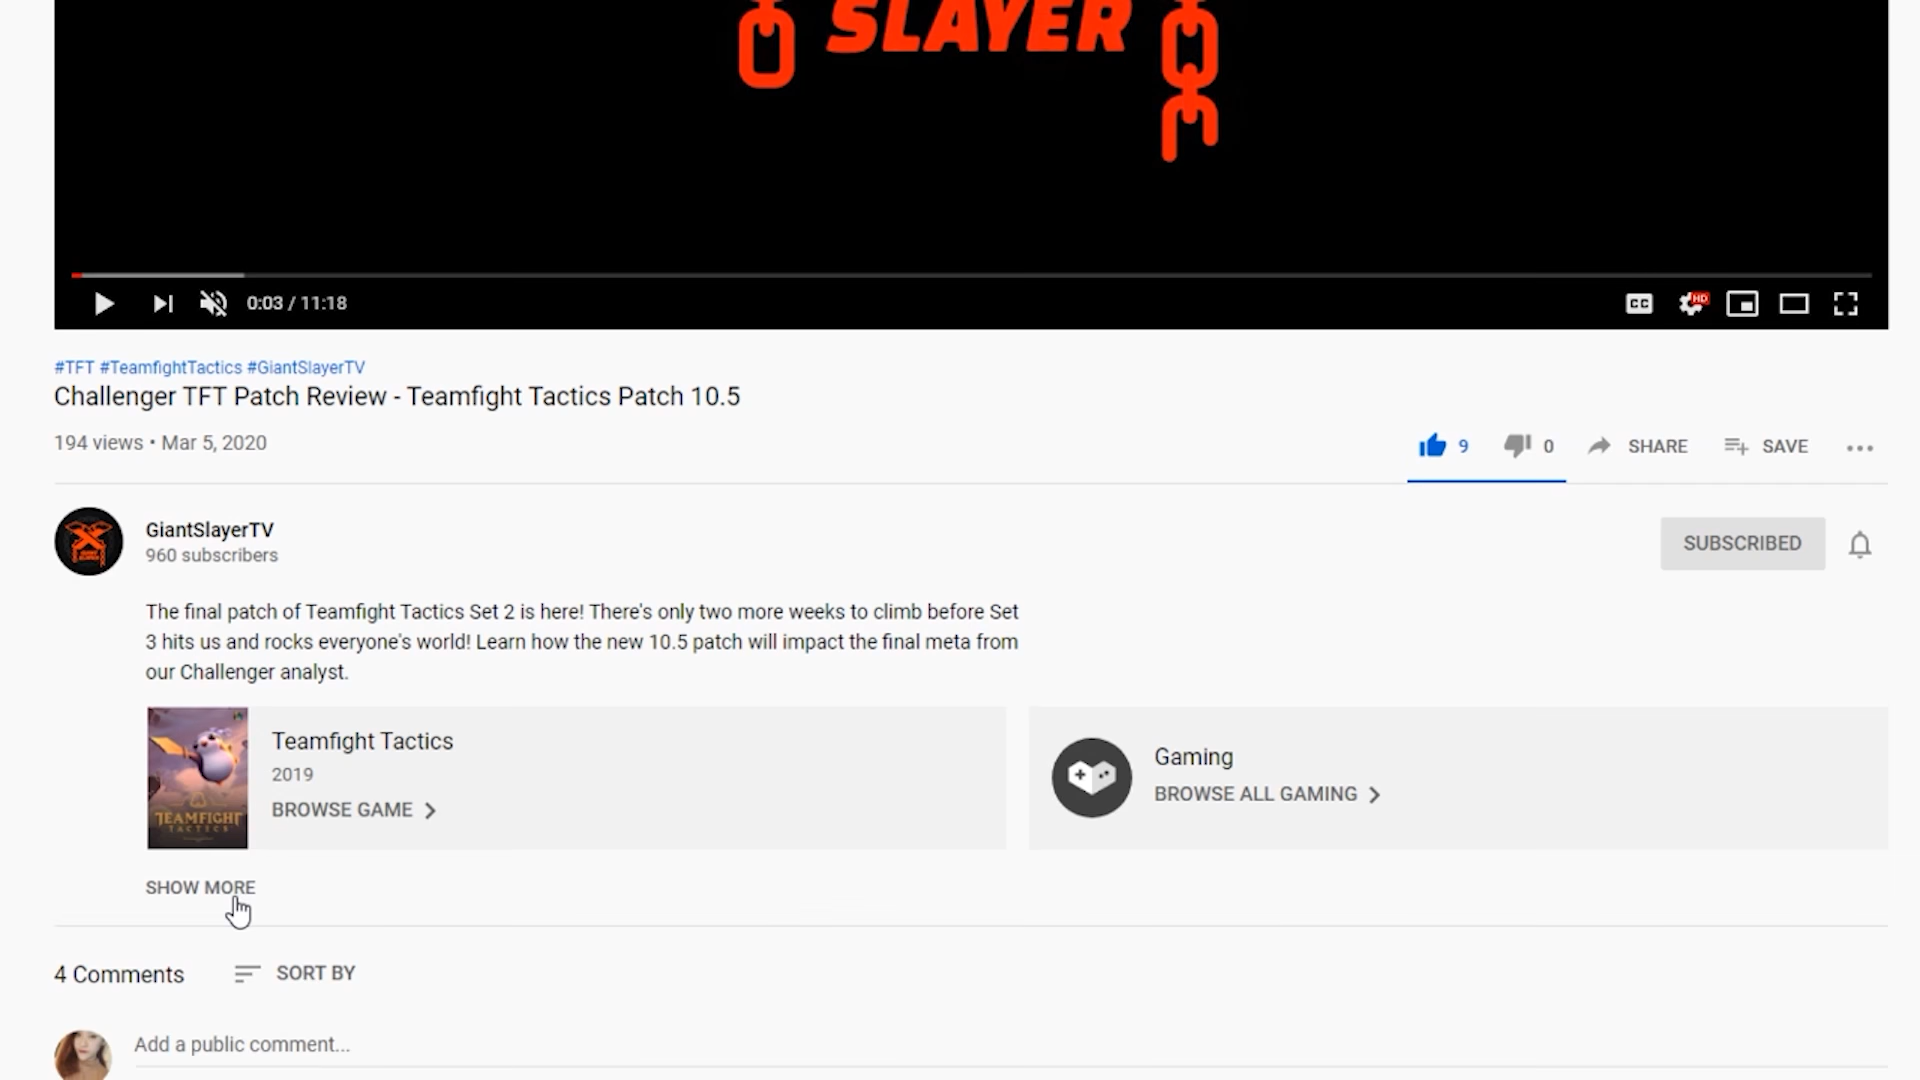 SLAYER
0:03 / 11:18
CC
HD
#TFT #TeamfightTactics #GiantSlayerTV
Challenger TFT Patch Review - Teamfight Tactics Patch 10.5
194 views • Mar 5, 2020
9
0
SHARE
SAVE
GiantSlayerTV
960 subscribers
SUBSCRIBED
The final patch of Teamfight Tactics Set 2 is here! There's only two more weeks to climb before Set
3 hits us and rocks everyone's world! Learn how the new 10.5 patch will impact the final meta from
our Challenger analyst.
TEAMFIGHT
TACTICS
Teamfight Tactics
2019
BROWSE GAME
Gaming
BROWSE ALL GAMING
SHOW MORE
4 Comments
SORT BY
Add a public comment...